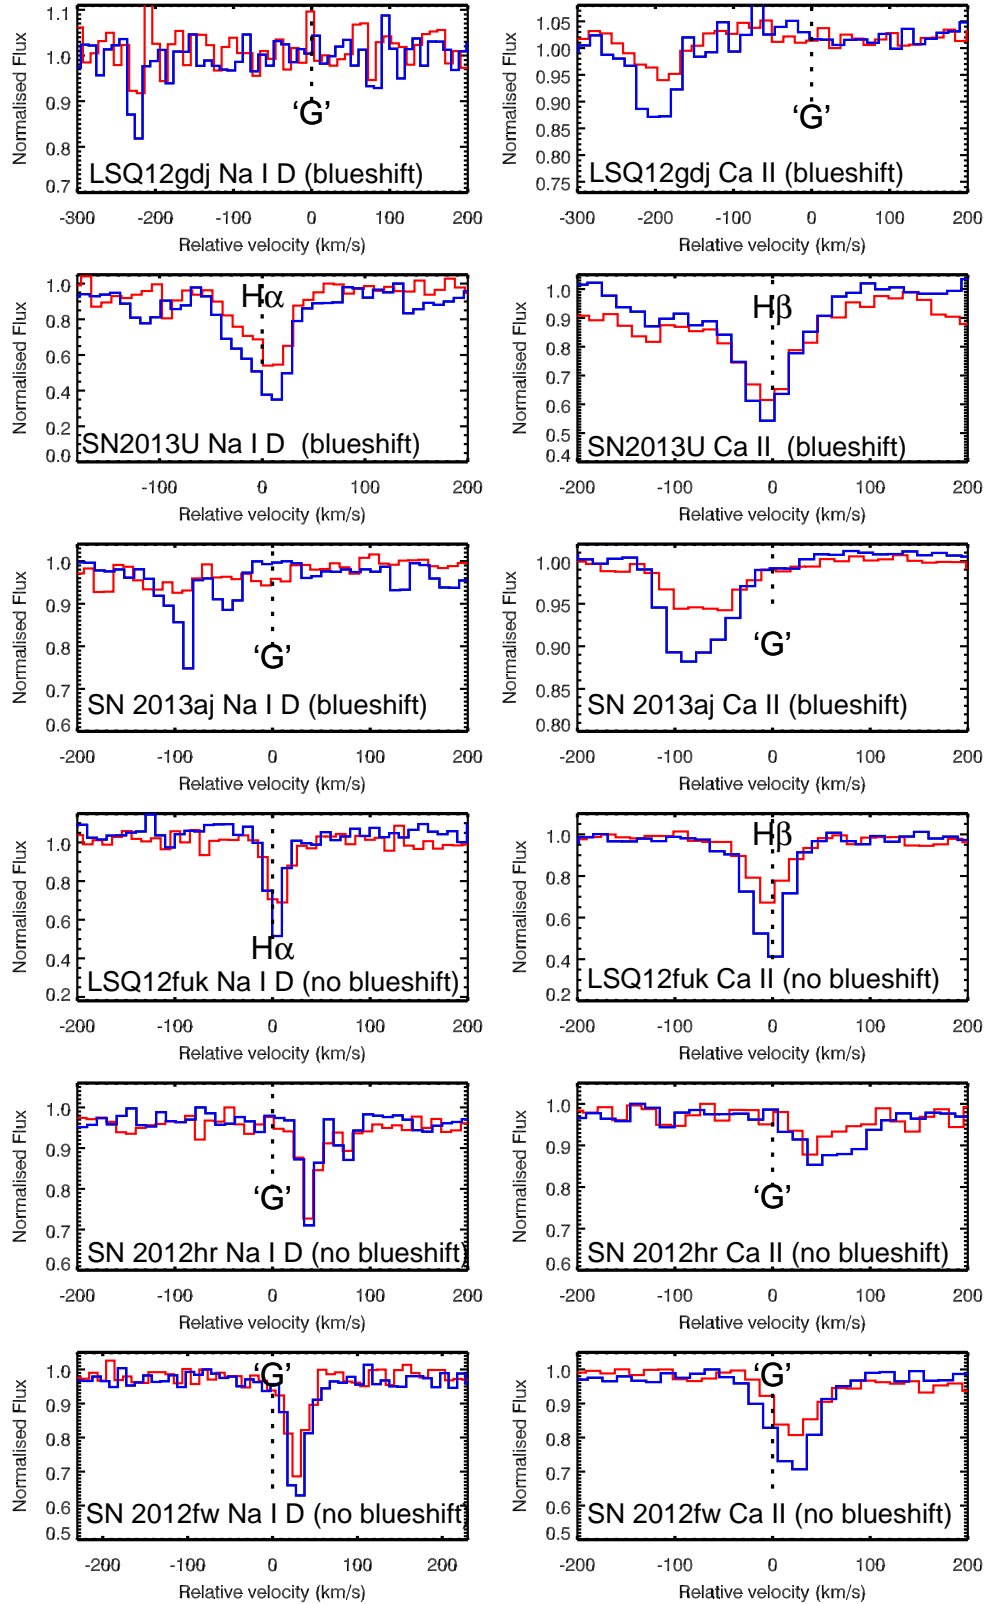 1.1
1.0
0.9
0.8
0.7
Normalised Flux
'G'
LSQ12gdj Na I D (blueshift)
-300 -200 -100 0 100 200
Relative velocity (km/s)
1.05
1.00
0.95
0.90
0.85
0.80
0.75
Normalised Flux
'G'
LSQ12gdj Ca II (blueshift)
-300 -200 -100 0 100 200
Relative velocity (km/s)
1.0
0.8
0.6
0.4
0.2
0.0
Normalised Flux
Hα
SN2013U Na I D (blueshift)
-100 0 100 200
Relative velocity (km/s)
1.0
0.9
0.8
0.7
0.6
0.5
0.4
Normalised Flux
Hβ
SN2013U Ca II (blueshift)
-200 -100 0 100 200
Relative velocity (km/s)
1.0
0.9
0.8
0.7
0.6
Normalised Flux
'G'
SN 2013aj Na I D (blueshift)
-200 -100 0 100 200
Relative velocity (km/s)
1.00
0.95
0.90
0.85
0.80
Normalised Flux
'G'
SN 2013aj Ca II (blueshift)
-200 -100 0 100 200
Relative velocity (km/s)
1.0
0.8
0.6
0.4
0.2
Normalised Flux
Hα
LSQ12fuk Na I D (no blueshift)
-200 -100 0 100 200
Relative velocity (km/s)
1.0
0.8
0.6
0.4
0.2
Normalised Flux
Hβ
LSQ12fuk Ca II (no blueshift)
-200 -100 0 100 200
Relative velocity (km/s)
1.0
0.9
0.8
0.7
0.6
Normalised Flux
'G'
SN 2012hr Na I D (no blueshift)
-200 -100 0 100 200
Relative velocity (km/s)
1.0
0.9
0.8
0.7
0.6
Normalised Flux
'G'
SN 2012hr Ca II (no blueshift)
-200 -100 0 100 200
Relative velocity (km/s)
1.0
0.9
0.8
0.7
0.6
0.5
Normalised Flux
'G'
SN 2012fw Na I D (no blueshift)
-200 -100 0 100 200
Relative velocity (km/s)
1.0
0.9
0.8
0.7
0.6
0.5
Normalised Flux
'G'
SN 2012fw Ca II (no blueshift)
-200 -100 0 100 200
Relative velocity (km/s)